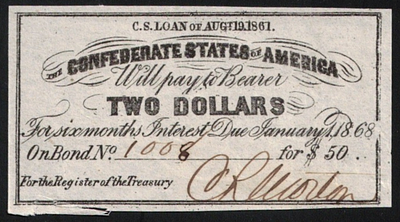 C.S. LOAN OF AUGT. 19. 1861.
THE CONFEDERATE STATES OF AMERICA
Will pay to Bearer
TWO DOLLARS
For six months Interest Due January 1, 1868
On Bond No. 1008 for $ 50 . .
For the Register of the Treasury